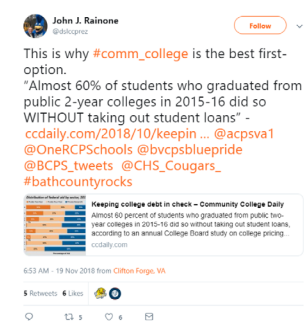 John J. Rainone
@dslccprez
Follow
This is why #comm_college is the best first-
option.
“Almost 60% of students who graduated from
public 2-year colleges in 2015-16 did so
WITHOUT taking out student loans” -
ccdaily.com/2018/10/keepin … @acpsva1
@OneRCPSchools @bvcpsbluepride
@BCPS_tweets @CHS_Cougars_
#bathcountyrocks
Keeping college debt in check – Community College Daily
Almost 60 percent of students who graduated from public two-
year colleges in 2015-16 did so without taking out student loans,
according to an annual College Board study on college pricing ..
ccdaily.com
6:53 AM - 19 Nov 2018 from Clifton Forge, VA
5 Retweets 6 Likes
5 6